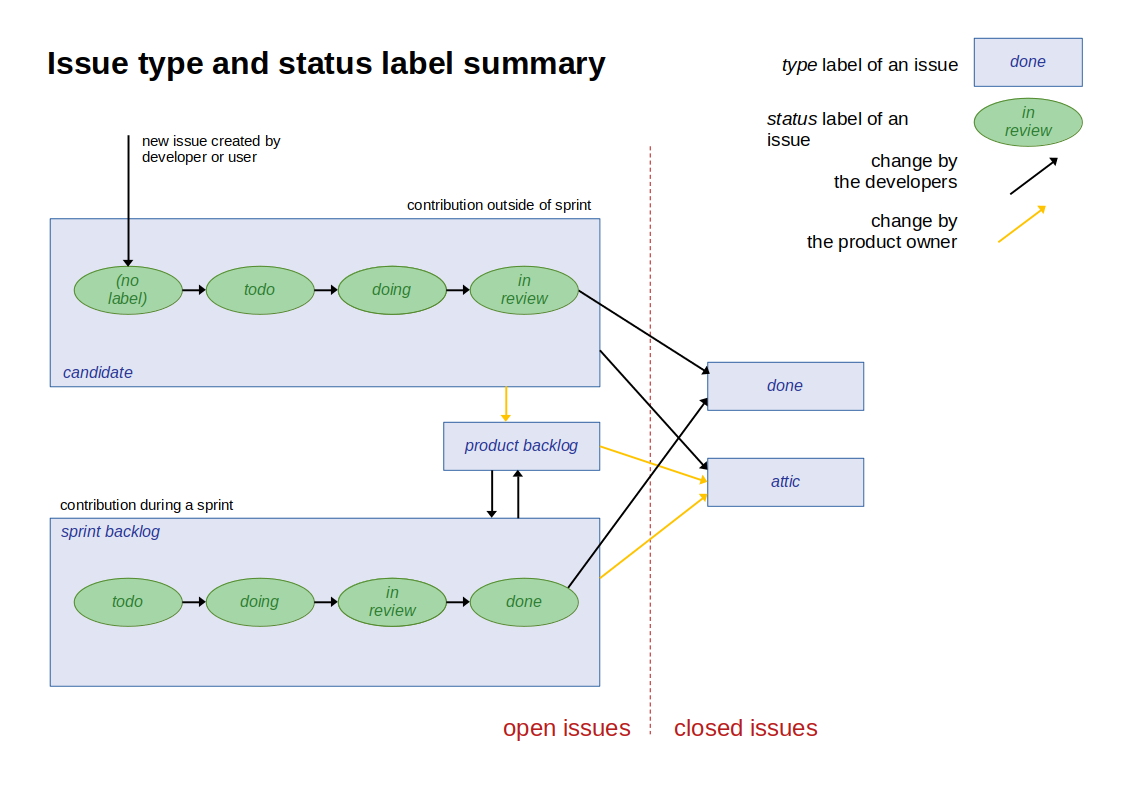 Issue type and status label summary
type label of an issue
done
status label of an
issue
in
review
change by
the developers
change by
the product owner
new issue created by
developer or user
contribution outside of sprint
(no
label)
todo
doing
in
review
candidate
done
product backlog
attic
contribution during a sprint
sprint backlog
todo
doing
in
review
done
open issues
closed issues